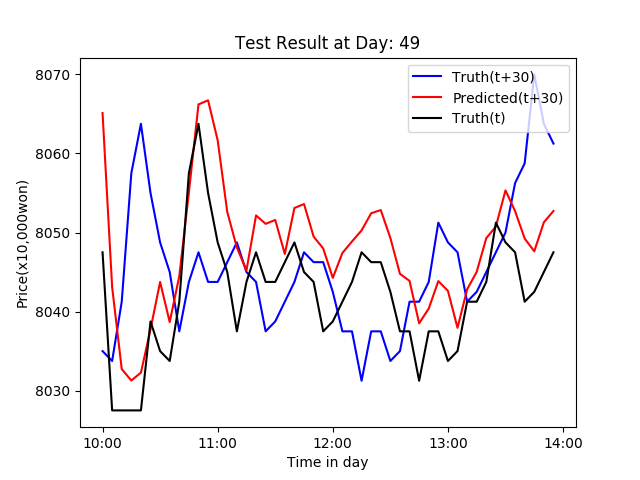 Test Result at Day: 49
Truth(t+30)
Predicted(t+30)
Truth(t)
Price(x10,000won)
8070
8060
8050
8040
8030
10:00 11:00 12:00 13:00 14:00
Time in day